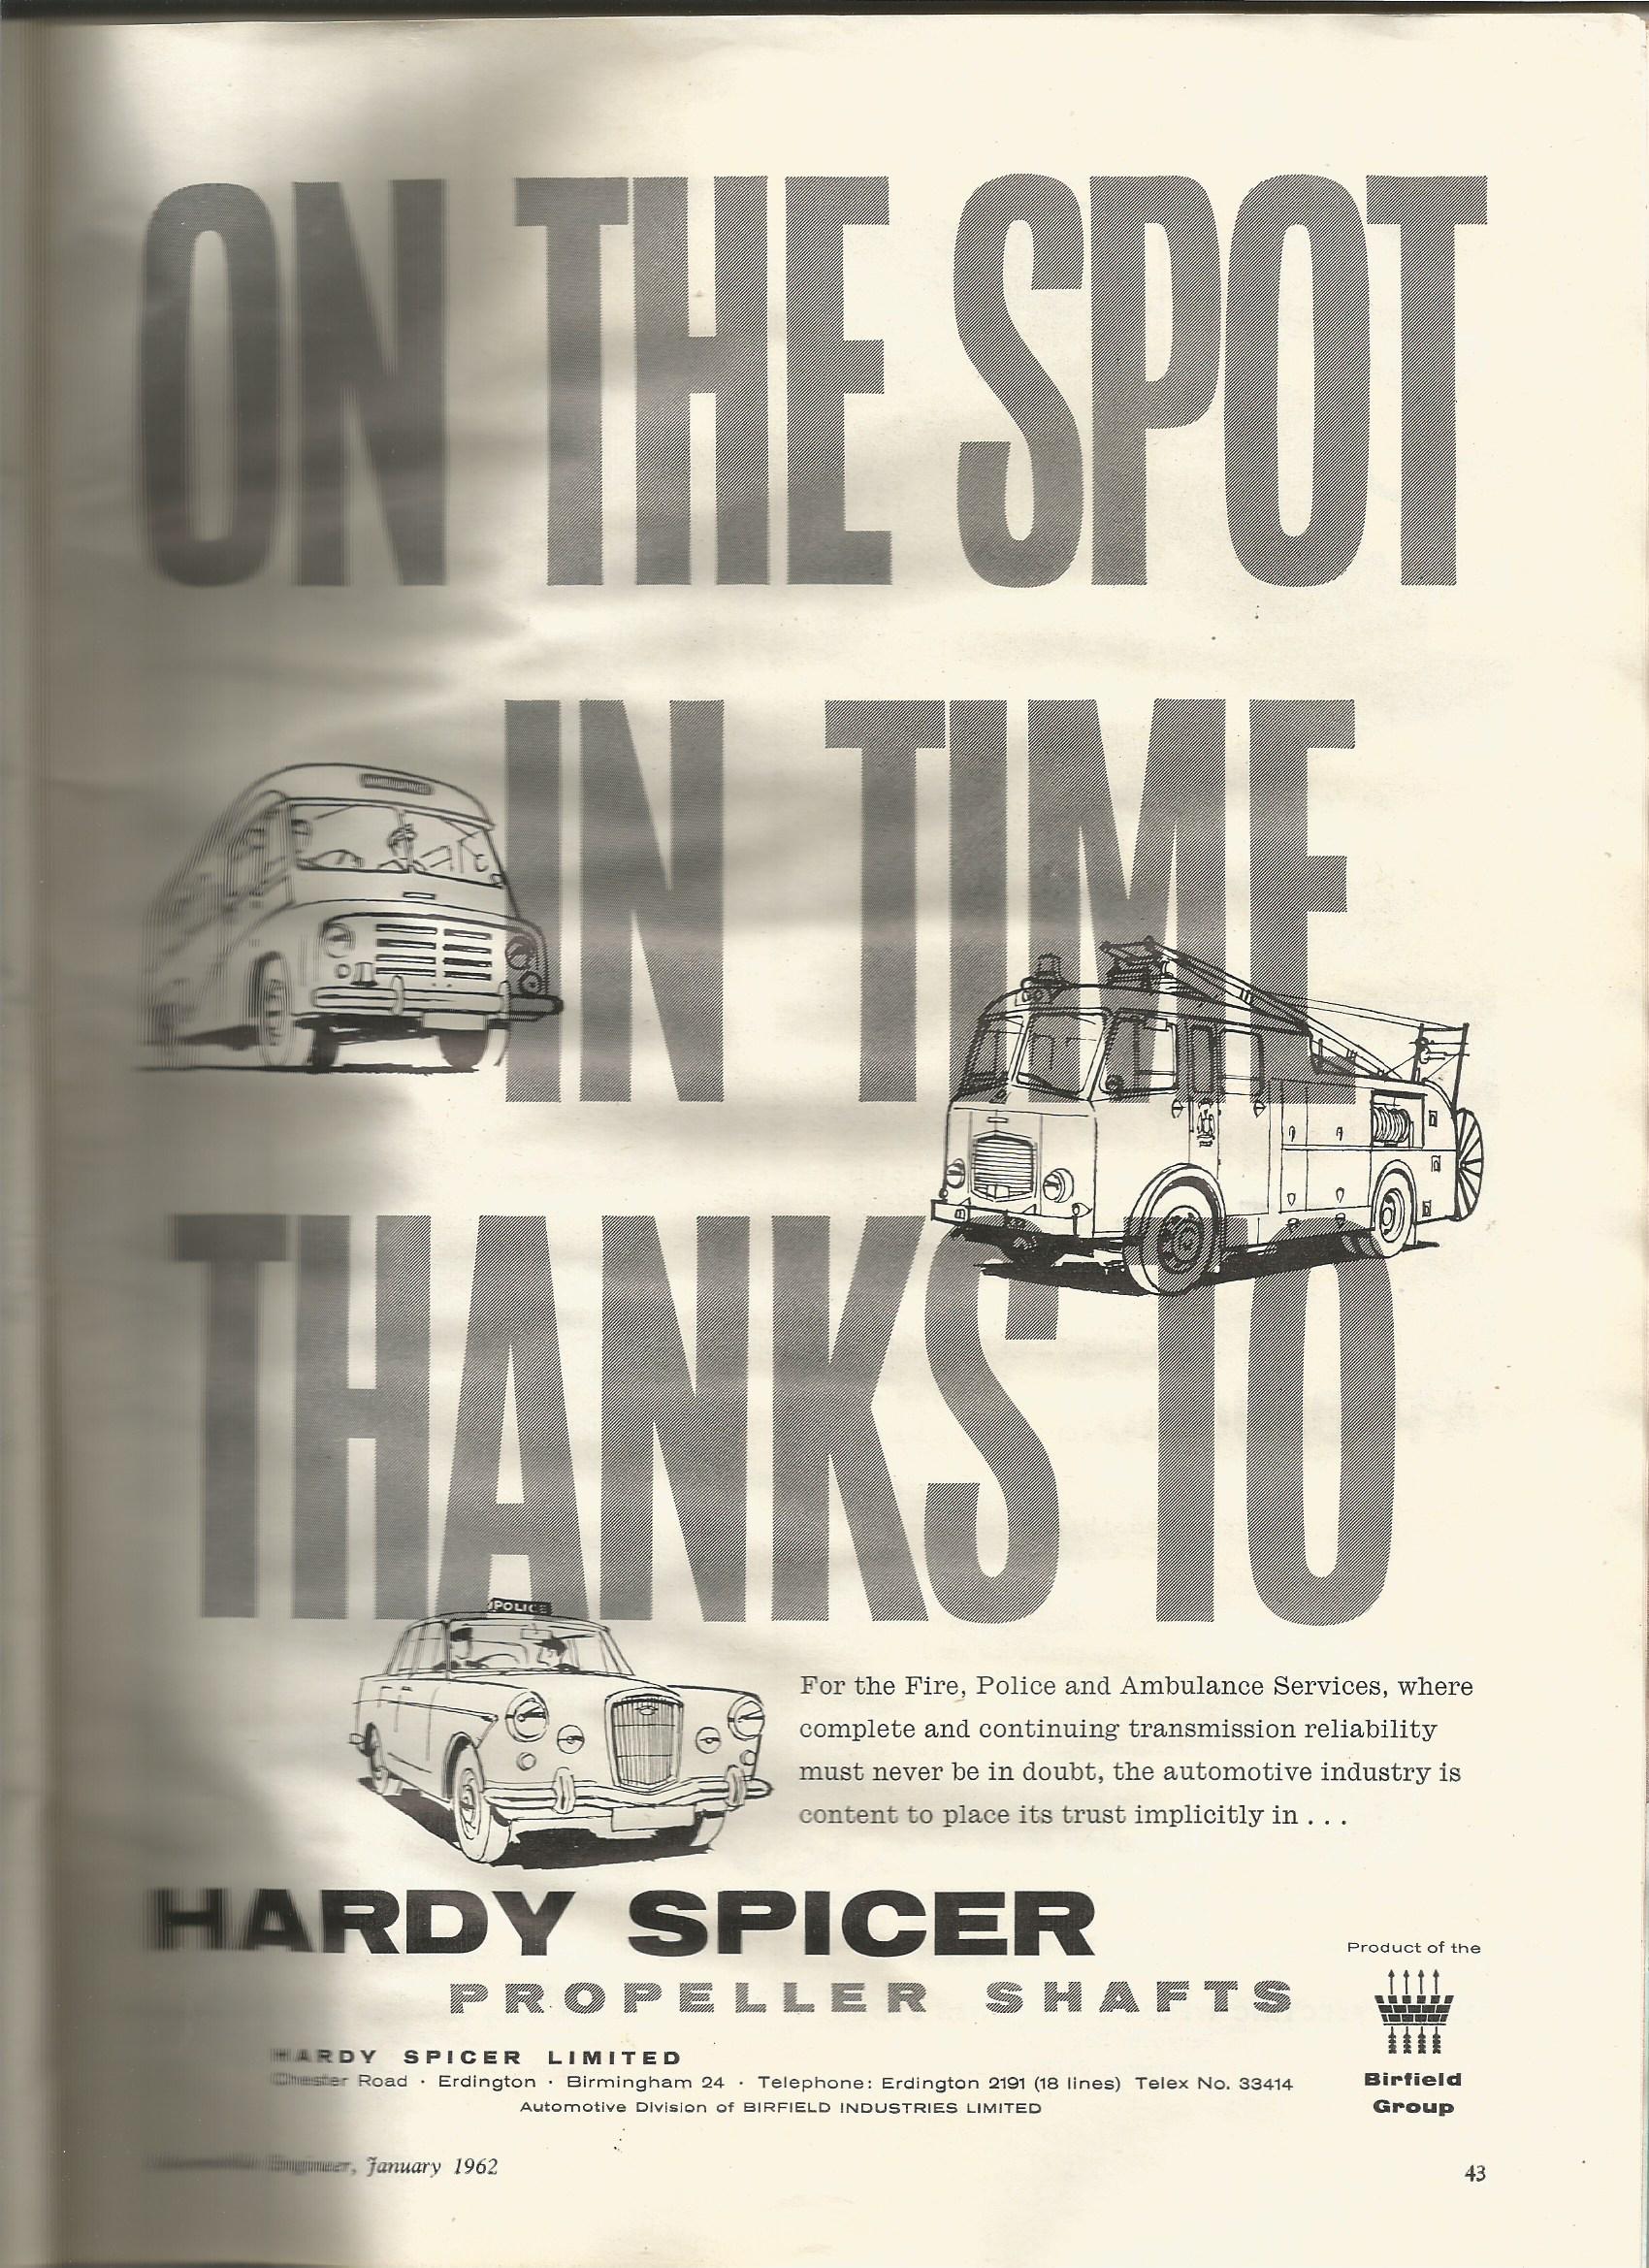 ON THE SPOT
IN TIME
THANKS TO
POLICE
For the Fire, Police and Ambulance Services, where
complete and continuing transmission reliability
must never be in doubt, the automotive industry is
content to place its trust implicitly in . . .
HARDY SPICER
PROPELLER SHAFTS
HARDY SPICER LIMITED
Chester Road · Erdington · Birmingham 24 · Telephone: Erdington 2191 (18 lines) Telex No. 33414
Automotive Division of BIRFIELD INDUSTRIES LIMITED
Product of the
Birfield
Group
Engineer, January 1962
43